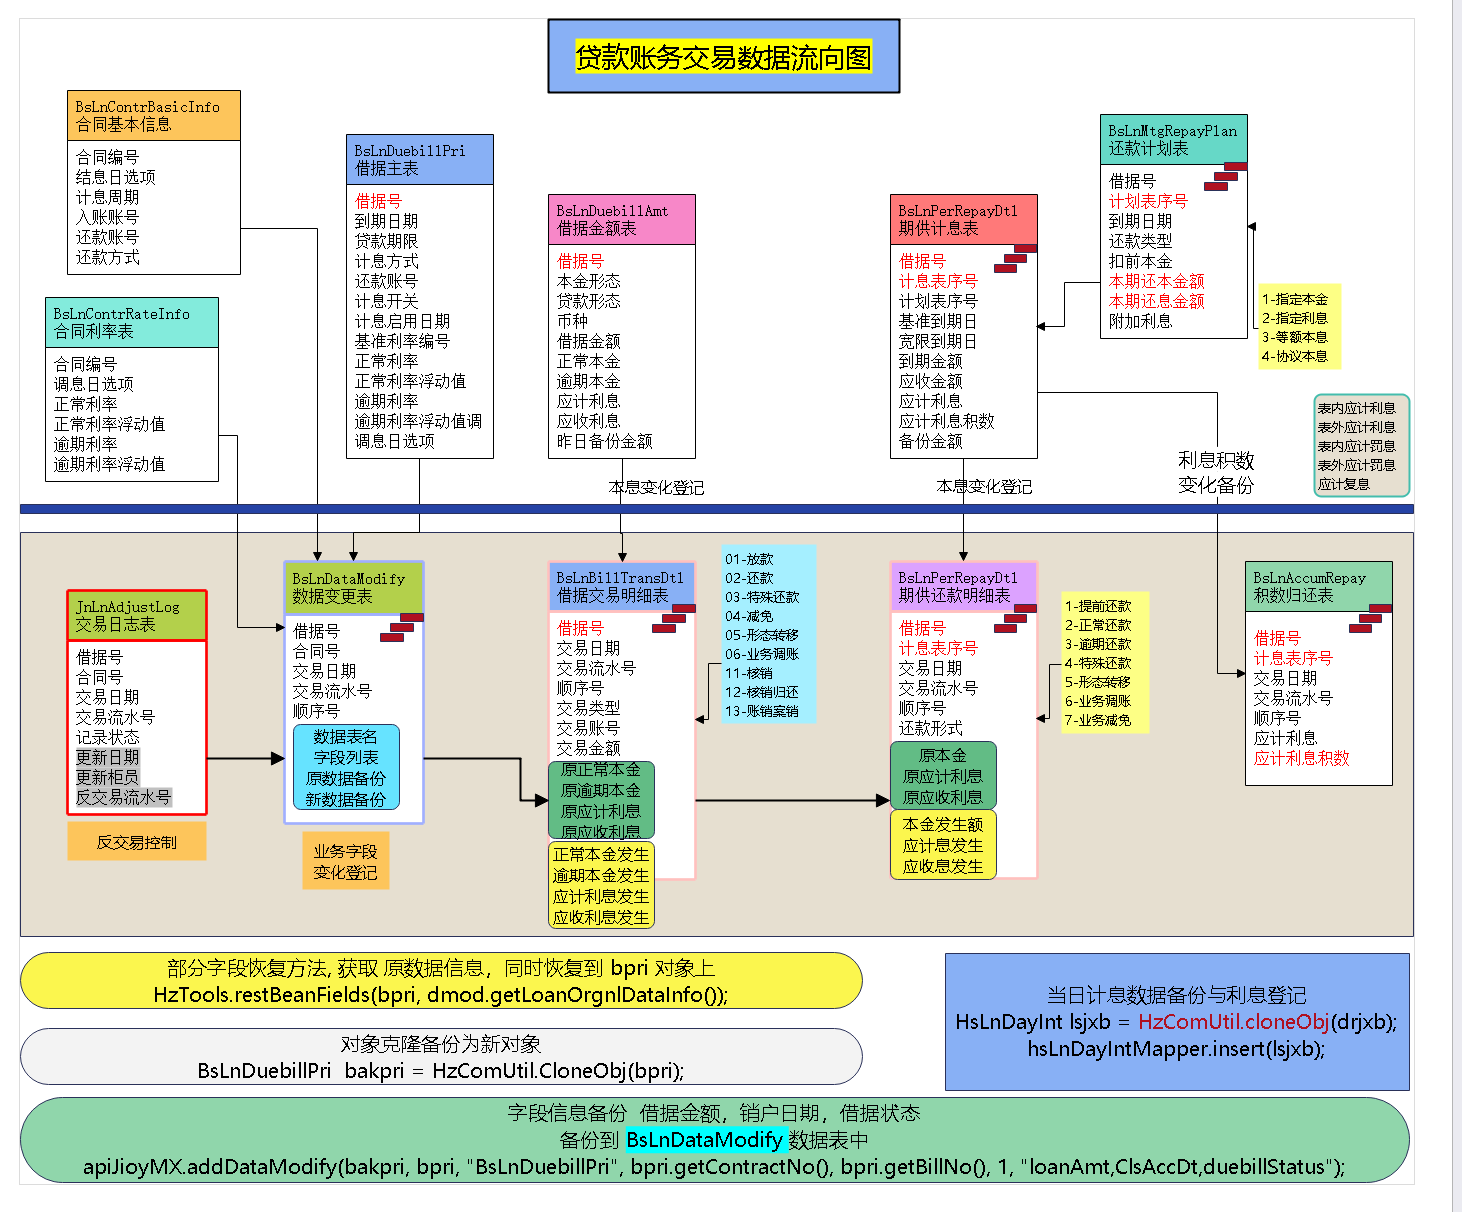 贷款账务交易数据流向图
BsLnContrBasicInfo
合同基本信息
合同编号
结息日选项
计息周期
入账账号
还款账号
还款方式
BsLnContrRateInfo
合同利率表
合同编号
调息日选项
正常利率
正常利率浮动值
逾期利率
逾期利率浮动值
BsLnDuebillPri
借据主表
借据号
到期日期
贷款期限
计息方式
还款账号
计息开关
计息启用日期
基准利率编号
正常利率
正常利率浮动值
逾期利率
逾期利率浮动值调
调息日选项
BsLnDuebillAmt
借据金额表
借据号
本金形态
贷款形态
币种
借据金额
正常本金
逾期本金
应计利息
应收利息
昨日备份金额
本息变化登记
BsLnPerRepayDtl
期供计息表
借据号
计息表序号
计划表序号
基准到期日
宽限到期日
到期金额
应收金额
应计利息
应计利息积数
备份金额
本息变化登记
BsLnMtgRepayPlan
还款计划表
借据号
计划表序号
到期日期
还款类型
扣前本金
本期还本金额
本期还息金额
附加利息
1-指定本金
2-指定利息
3-等额本息
4-协议本息
表内应计利息
表外应计利息
表内应计罚息
表外应计罚息
应计复息
利息积数
变化备份
JnLnAdjustLog
交易日志表
借据号
合同号
交易日期
交易流水号
记录状态
更新日期
更新柜员
反交易流水号
反交易控制
BsLnDataModify
数据变更表
借据号
合同号
交易日期
交易流水号
顺序号
数据表名
字段列表
原数据备份
新数据备份
业务字段
变化登记
BsLnBillTransDtl
借据交易明细表
借据号
交易日期
交易流水号
顺序号
交易类型
交易账号
交易金额
原正常本金
原逾期本金
原应计利息
原应收利息
正常本金发生
逾期本金发生
应计利息发生
应收利息发生
01-放款
02-还款
03-特殊还款
04-减免
05-形态转移
06-业务调账
11-核销
12-核销归还
13-账销案销
BsLnPerRepayDtl
期供还款明细表
借据号
计息表序号
交易日期
交易流水号
顺序号
还款形式
原本金
原应计利息
原应收利息
本金发生额
应计息发生
应收息发生
1-提前还款
2-正常还款
3-逾期还款
4-特殊还款
5-形态转移
6-业务调账
7-业务减免
BsLnAccumRepay
积数归还表
借据号
计息表序号
交易日期
交易流水号
顺序号
应计利息
应计利息积数
部分字段恢复方法, 获取 原数据信息，同时恢复到 bpri 对象上
HzTools.restBeanFields(bpri, dmod.getLoanOrgnlDataInfo());
对象克隆备份为新对象
BsLnDuebillPri  bakpri = HzComUtil.CloneObj(bpri);
当日计息数据备份与利息登记
HsLnDayInt lsjxb = HzComUtil.cloneObj(drjxb);
hsLnDayIntMapper.insert(lsjxb);
字段信息备份  借据金额，销户日期，借据状态
备份到 BsLnDataModify 数据表中
apiJioyMX.addDataModify(bakpri, bpri, "BsLnDuebillPri", bpri.getContractNo(), bpri.getBillNo(), 1, "loanAmt,ClsAccDt,duebillStatus");